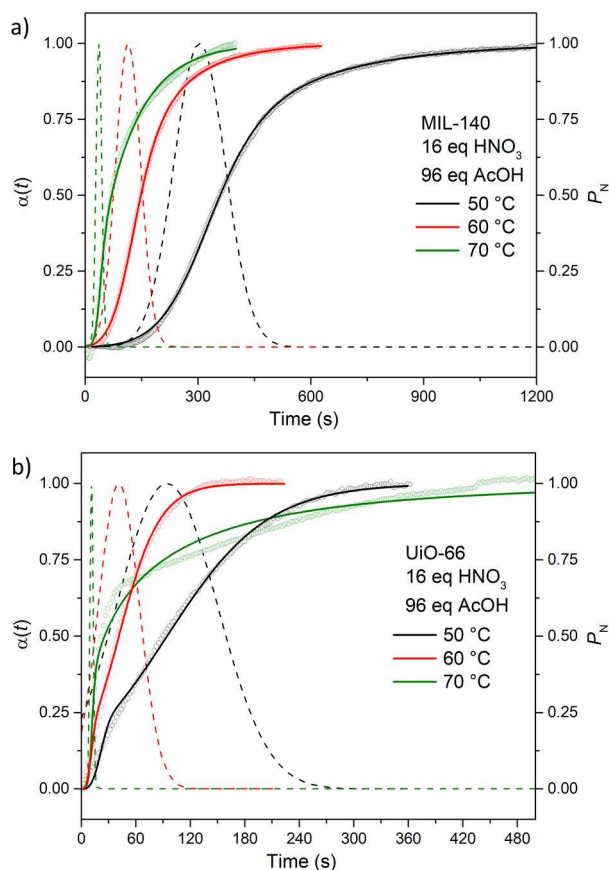 a)
1.00
0.75
0.50
0.25
0.00
α(t)
1.00
0.75
0.50
0.25
0.00
P_N
MIL-140
16 eq HNO₃
96 eq AcOH
50 °C
60 °C
70 °C
0 300 600 900 1200
Time (s)
b)
1.00
0.75
0.50
0.25
0.00
α(t)
1.00
0.75
0.50
0.25
0.00
P_N
UiO-66
16 eq HNO₃
96 eq AcOH
50 °C
60 °C
70 °C
0 60 120 180 240 300 360 420 480
Time (s)